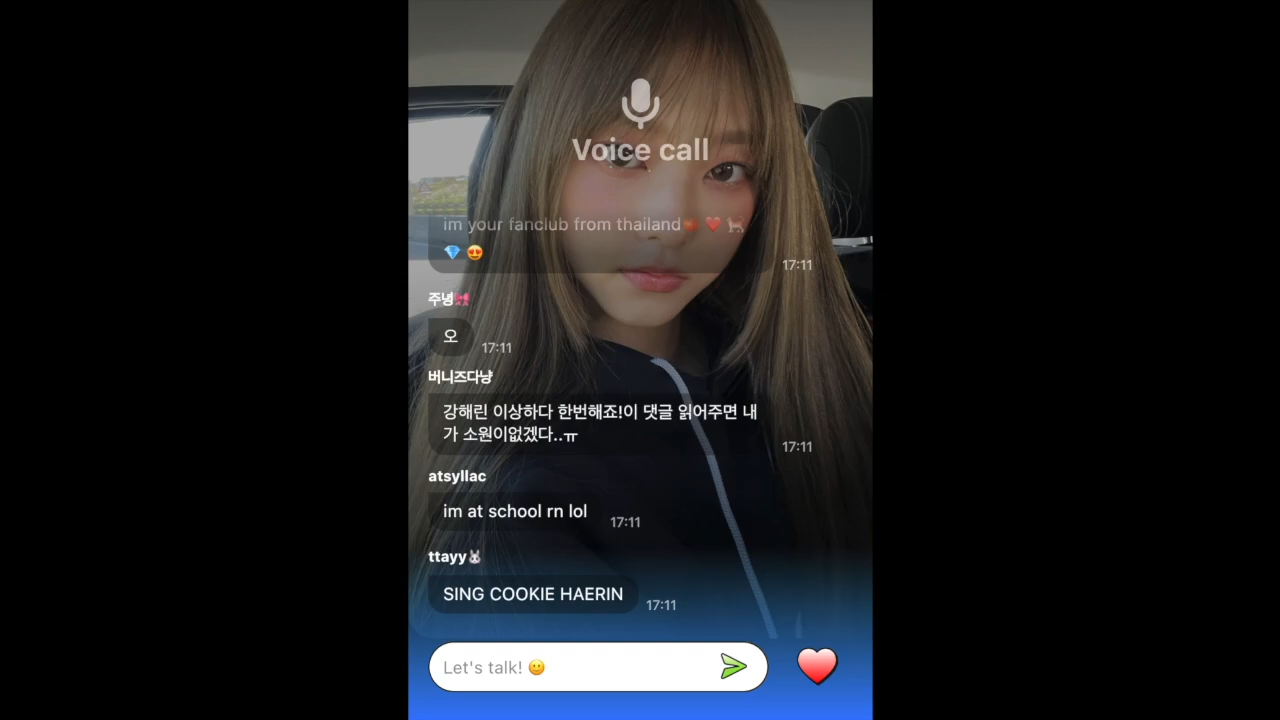 Voice call
im your fanclub from thailand❤️🐈
💎😍
17:11
주녕🎀
오
17:11
버니즈다냥
강해린 이상하다 한번해죠!이 댓글 읽어주면 내
가 소원이없겠다..ㅠ
17:11
atsyllac
im at school rn lol
17:11
ttayy🐰
SING COOKIE HAERIN
17:11
Let's talk! 🙂